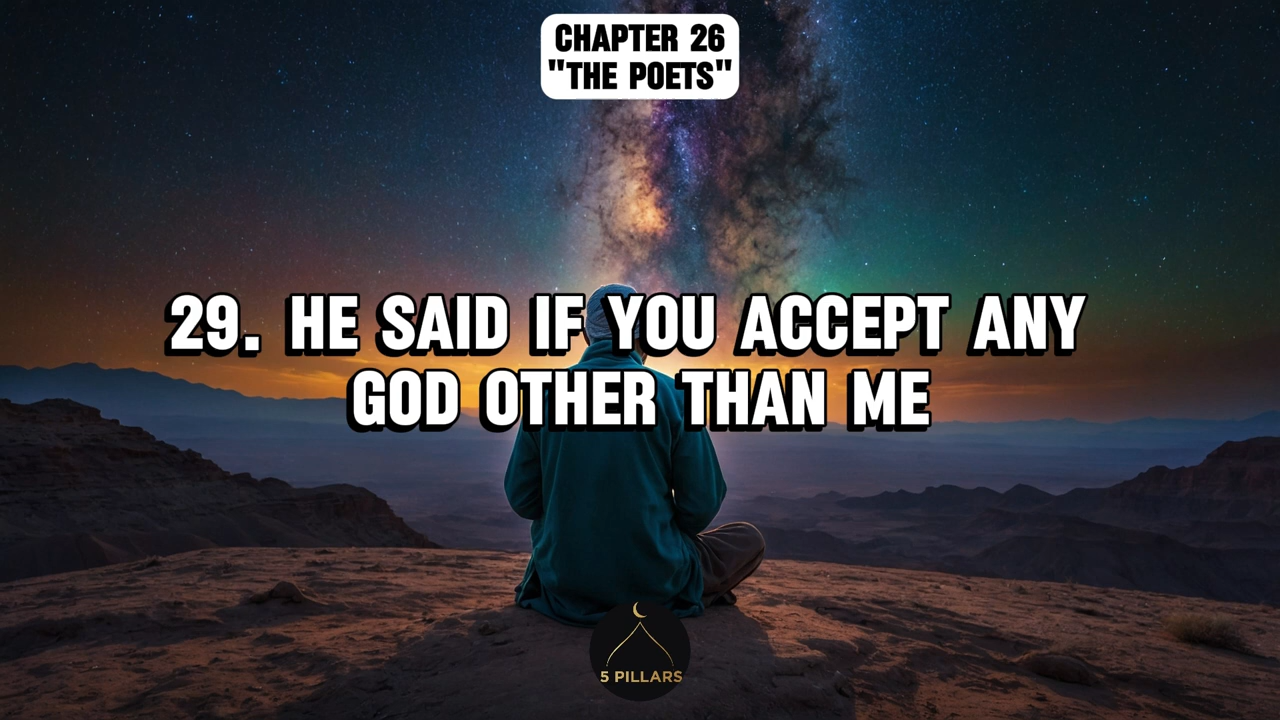 CHAPTER 26
"THE POETS"
29. HE SAID IF YOU ACCEPT ANY
GOD OTHER THAN ME
5 PILLARS